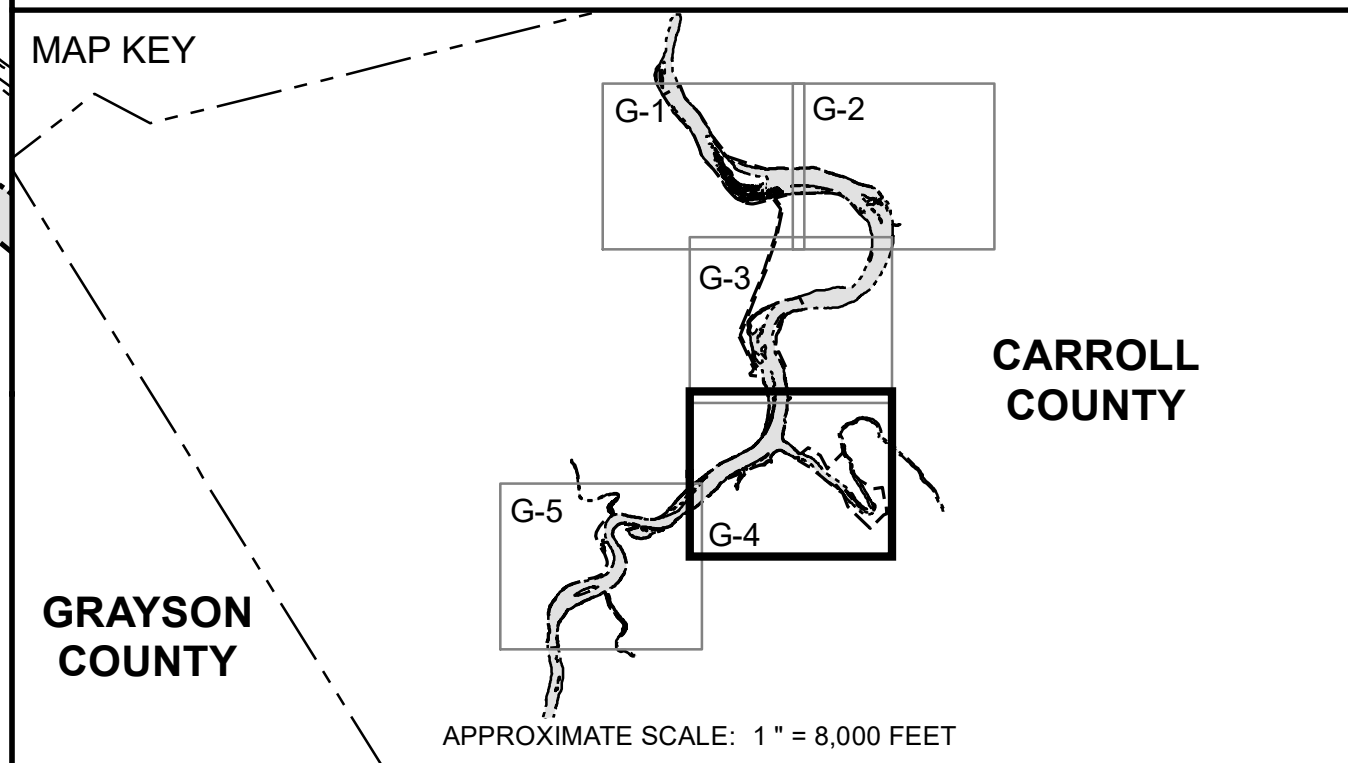 MAP KEY
G-1
G-2
G-3
CARROLL
COUNTY
G-5
G-4
GRAYSON
COUNTY
APPROXIMATE SCALE: 1 " = 8,000 FEET